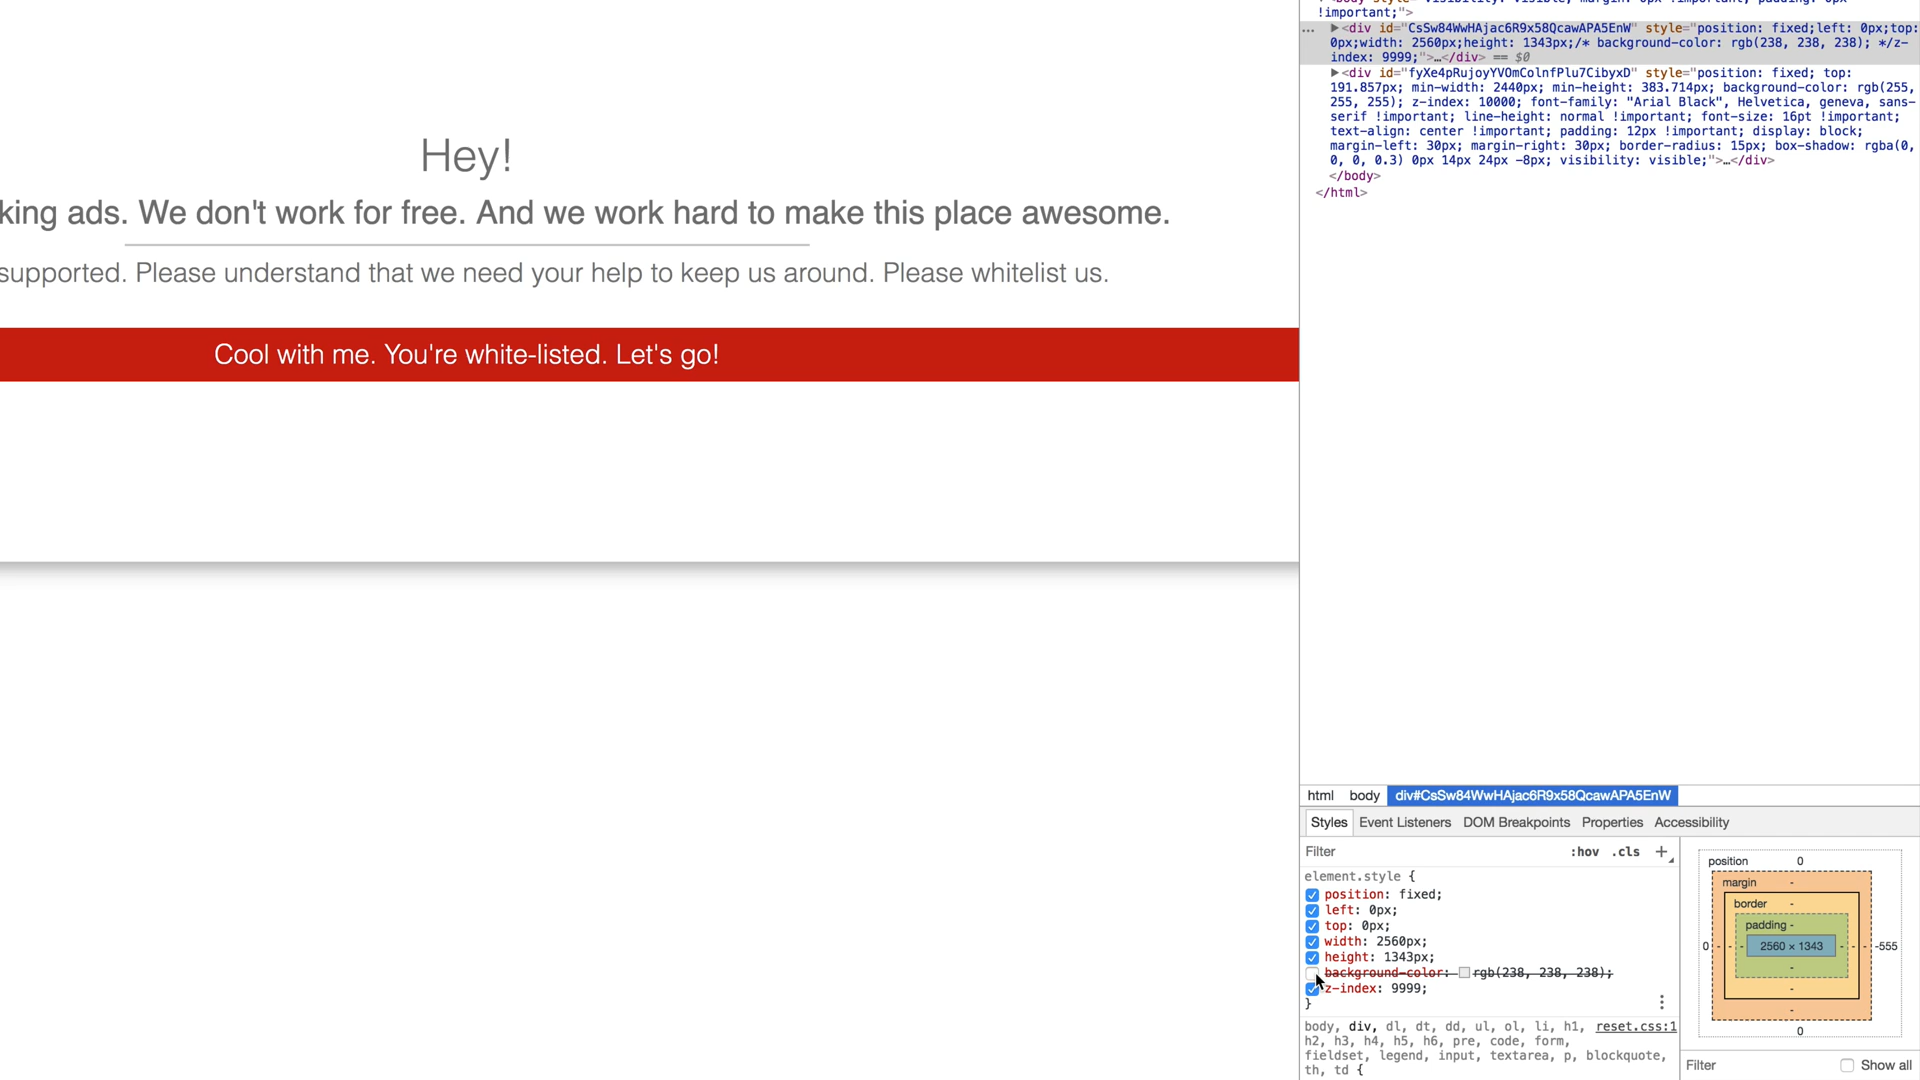 Hey!
king ads. We don't work for free. And we work hard to make this place awesome.
supported. Please understand that we need your help to keep us around. Please whitelist us.
Cool with me. You're white-listed. Let's go!
!important;">
… ▶<div id="CsSw84WwHAjac6R9x58QcawAPA5EnW" style="position: fixed;left: 0px;top:
0px;width: 2560px;height: 1343px;/* background-color: rgb(238, 238, 238); */z-
index: 9999;">…</div> == $0
▶<div id="fyXe4pRujoyYVOmColnfPlu7CibyxD" style="position: fixed; top:
191.857px; min-width: 2440px; min-height: 383.714px; background-color: rgb(255,
255, 255); z-index: 10000; font-family: "Arial Black", Helvetica, geneva, sans-
serif !important; line-height: normal !important; font-size: 16pt !important;
text-align: center !important; padding: 12px !important; display: block;
margin-left: 30px; margin-right: 30px; border-radius: 15px; box-shadow: rgba(0,
0, 0, 0.3) 0px 14px 24px -8px; visibility: visible;">…</div>
</body>
</html>
html body div#CsSw84WwHAjac6R9x58QcawAPA5EnW
Styles Event Listeners DOM Breakpoints Properties Accessibility
Filter :hov .cls +
element.style {
position: fixed;
left: 0px;
top: 0px;
width: 2560px;
height: 1343px;
background-color: rgb(238, 238, 238);
z-index: 9999;
}
body, div, dl, dt, dd, ul, ol, li, h1, reset.css:1
h2, h3, h4, h5, h6, pre, code, form,
fieldset, legend, input, textarea, p, blockquote,
th, td {
position 0
margin -
border -
padding -
0 - - - 2560 × 1343 - - - -555
-
-
-
0
Filter Show all